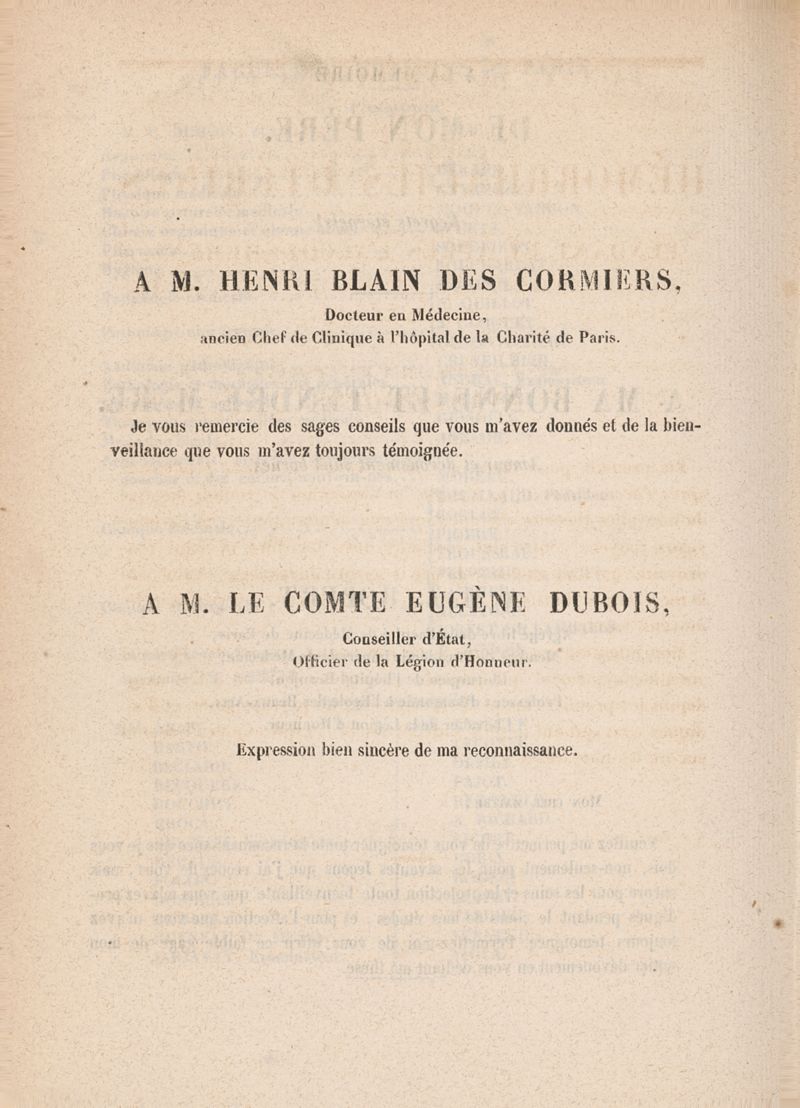 A M. HENRI BLAIN DES CORMIERS,
Docteur en Médecine,
ancien Chef de Clinique à l'hôpital de la Charité de Paris.
Je vous remercie des sages conseils que vous m'avez donnés et de la bien-
veillance que vous m'avez toujours témoignée.
A M. LE COMTE EUGÈNE DUBOIS,
Conseiller d'État,
Officier de la Légion d'Honneur.
Expression bien sincère de ma reconnaissance.